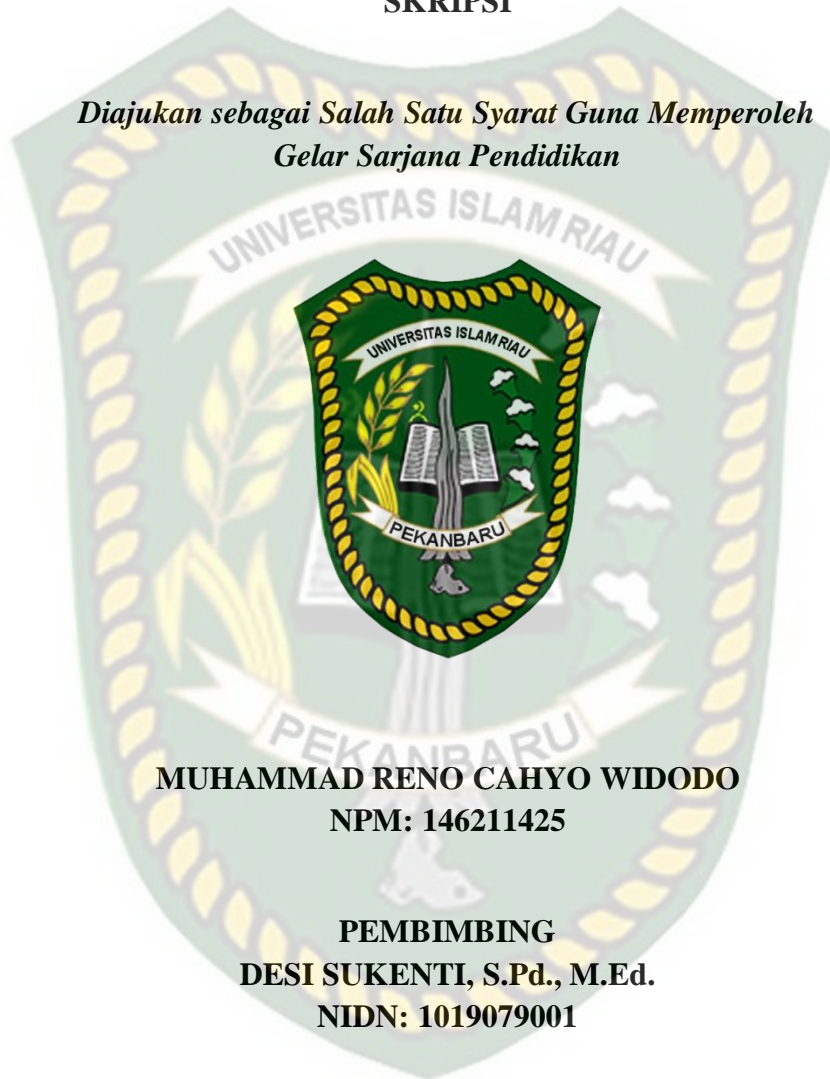 SKRIPSI
Diajukan sebagai Salah Satu Syarat Guna Memperoleh
Gelar Sarjana Pendidikan
UNIVERSITAS ISLAM RIAU
UNIVERSITAS ISLAM RIAU
PEKANBARU
PEKANBARU
MUHAMMAD RENO CAHYO WIDODO
NPM: 146211425
PEMBIMBING
DESI SUKENTI, S.Pd., M.Ed.
NIDN: 1019079001